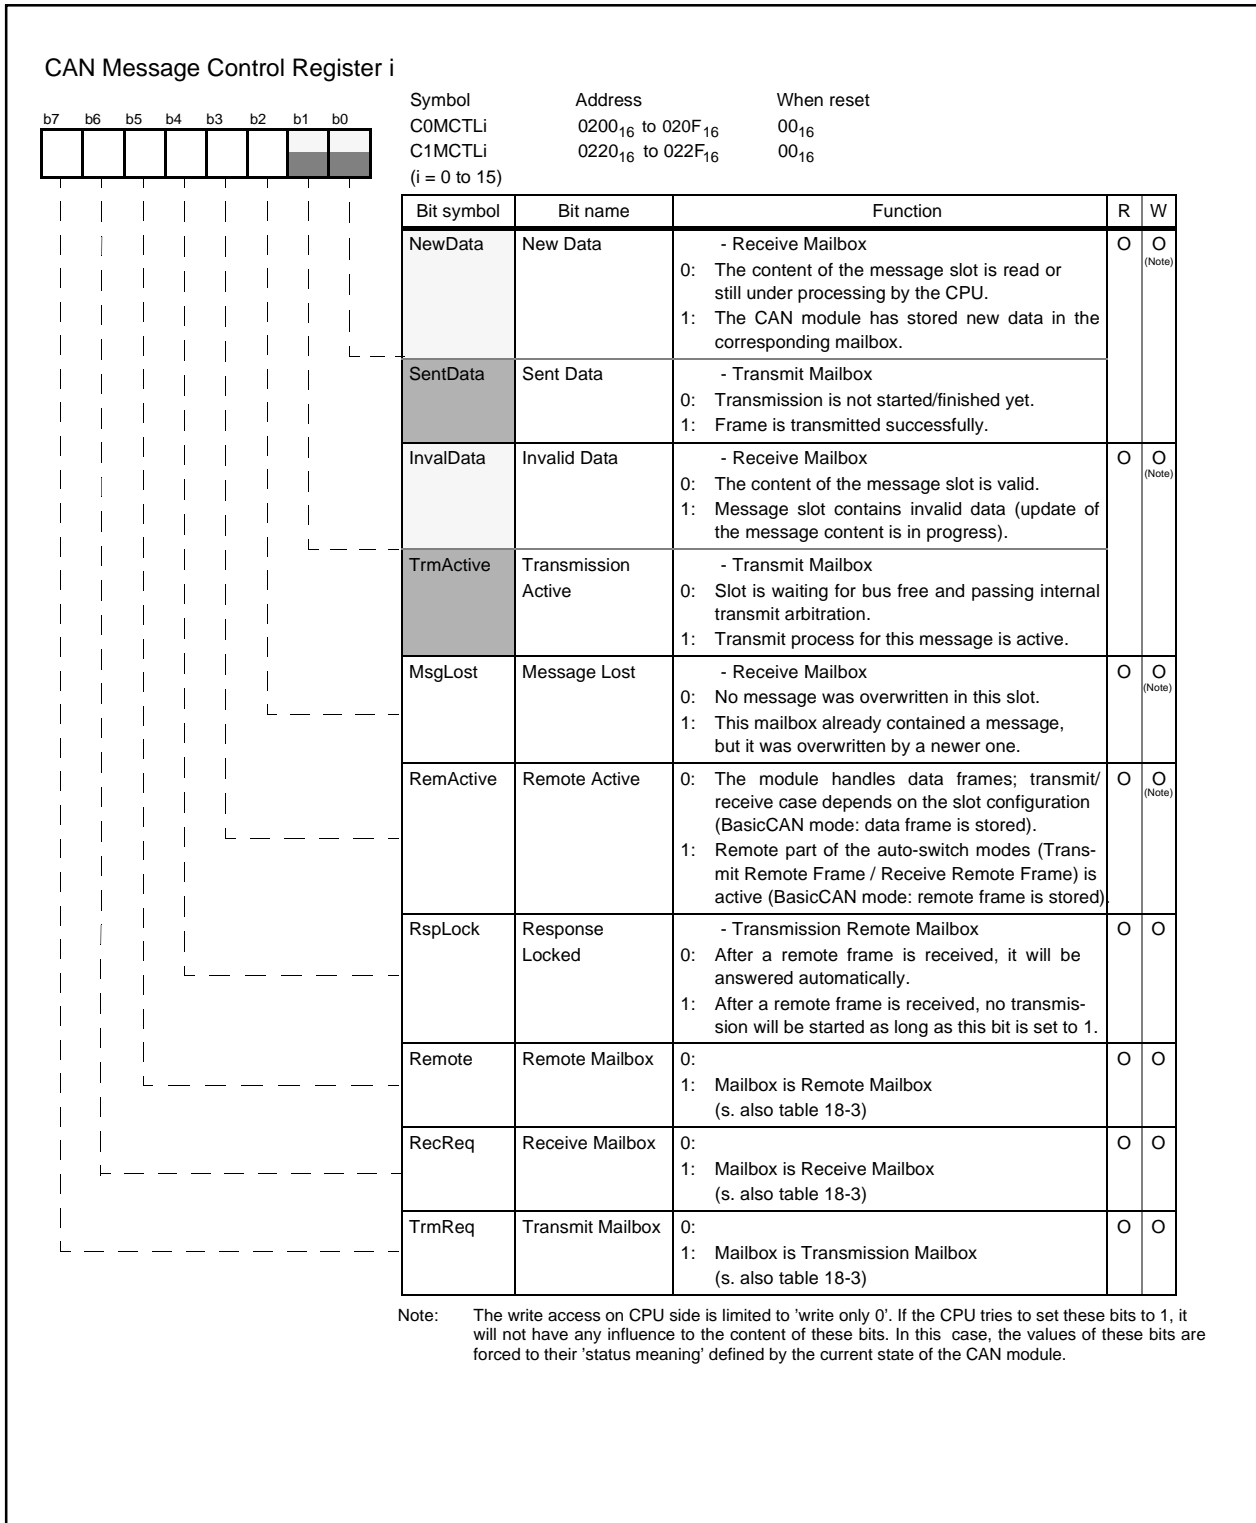 CAN Message Control Register i
b7 b6 b5 b4 b3 b2 b1 b0
Symbol Address When reset
C0MCTLi 0200₁₆ to 020F₁₆ 00₁₆
C1MCTLi 0220₁₆ to 022F₁₆ 00₁₆
(i = 0 to 15)
Bit symbol Bit name Function R W
NewData New Data - Receive Mailbox O O
(Note)
0: The content of the message slot is read or
still under processing by the CPU.
1: The CAN module has stored new data in the
corresponding mailbox.
SentData Sent Data - Transmit Mailbox
0: Transmission is not started/finished yet.
1: Frame is transmitted successfully.
InvalData Invalid Data - Receive Mailbox O O
(Note)
0: The content of the message slot is valid.
1: Message slot contains invalid data (update of
the message content is in progress).
TrmActive Transmission - Transmit Mailbox
Active 0: Slot is waiting for bus free and passing internal
transmit arbitration.
1: Transmit process for this message is active.
MsgLost Message Lost - Receive Mailbox O O
(Note)
0: No message was overwritten in this slot.
1: This mailbox already contained a message,
but it was overwritten by a newer one.
RemActive Remote Active 0: The module handles data frames; transmit/ O O
(Note)
receive case depends on the slot configuration
(BasicCAN mode: data frame is stored).
1: Remote part of the auto-switch modes (Trans-
mit Remote Frame / Receive Remote Frame) is
active (BasicCAN mode: remote frame is stored).
RspLock Response - Transmission Remote Mailbox O O
Locked 0: After a remote frame is received, it will be
answered automatically.
1: After a remote frame is received, no transmis-
sion will be started as long as this bit is set to 1.
Remote Remote Mailbox 0: O O
1: Mailbox is Remote Mailbox
(s. also table 18-3)
RecReq Receive Mailbox 0: O O
1: Mailbox is Receive Mailbox
(s. also table 18-3)
TrmReq Transmit Mailbox 0: O O
1: Mailbox is Transmission Mailbox
(s. also table 18-3)
Note: The write access on CPU side is limited to 'write only 0'. If the CPU tries to set these bits to 1, it
will not have any influence to the content of these bits. In this case, the values of these bits are
forced to their 'status meaning' defined by the current state of the CAN module.